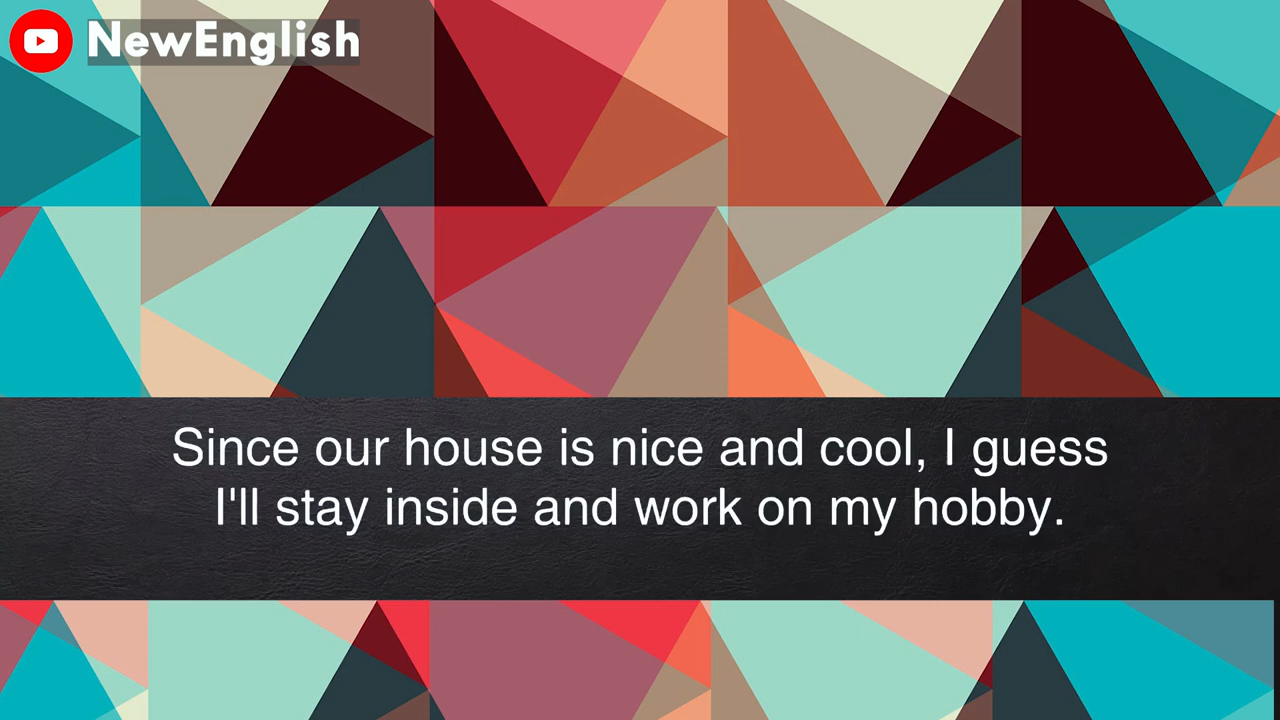 NewEnglish
Since our house is nice and cool, I guess
I'll stay inside and work on my hobby.